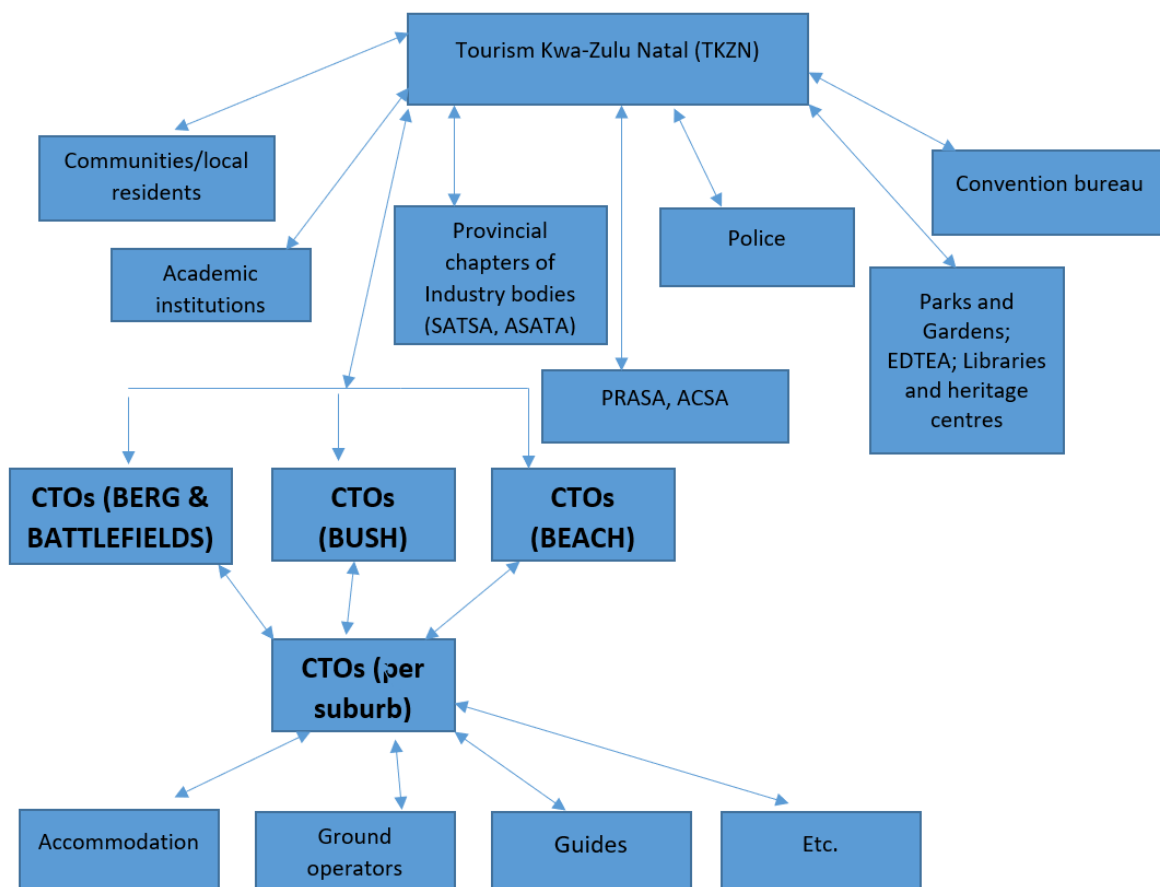 Tourism Kwa-Zulu Natal (TKZN)
Communities/local
residents
Convention bureau
Provincial
chapters of
Industry bodies
(SATSA, ASATA)
Police
Academic
institutions
Parks and
Gardens;
EDTEA; Libraries
and heritage
centres
PRASA, ACSA
CTOs (BERG &
BATTLEFIELDS)
CTOs
(BUSH)
CTOs
(BEACH)
CTOs (per
suburb)
Accommodation
Ground
operators
Guides
Etc.